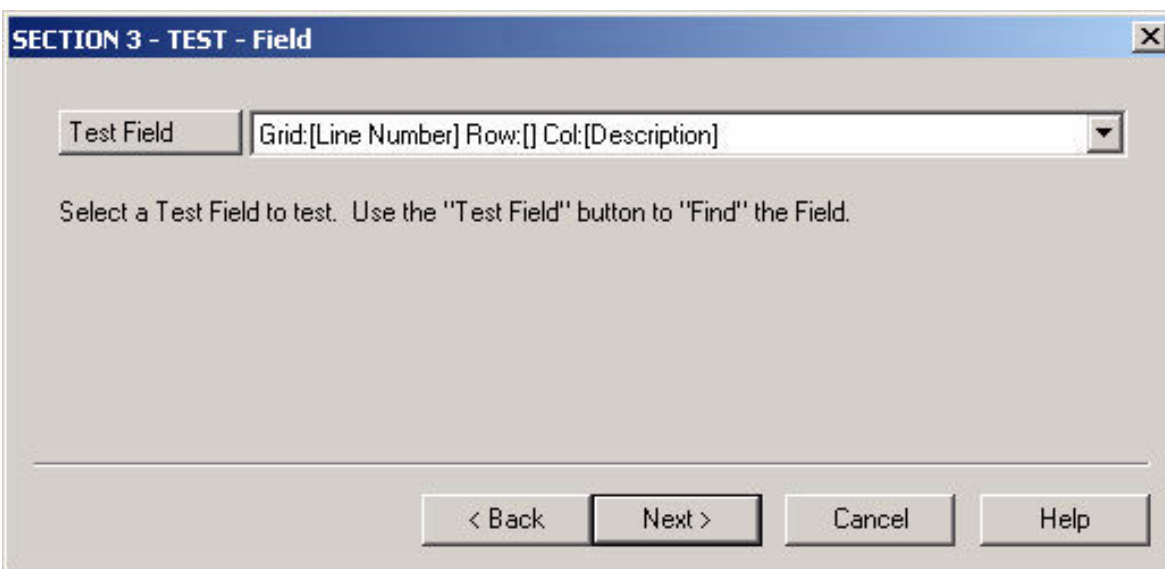 SECTION 3 - TEST - Field
Test Field
Grid:[Line Number] Row:[] Col:[Description]
Select a Test Field to test.  Use the "Test Field" button to "Find" the Field.
< Back
Next >
Cancel
Help